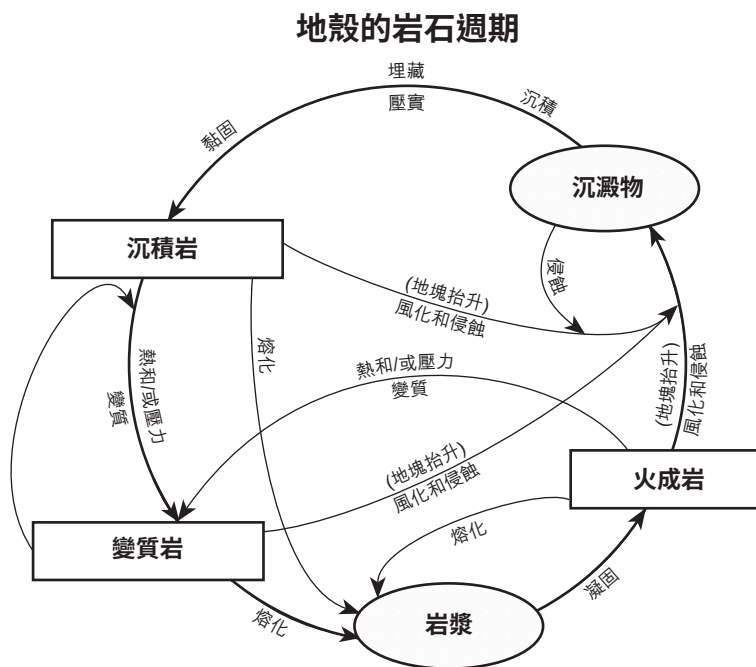 地殼的岩石週期
埋藏
壓實
沉積
黏固
沉澱物
沉積岩
(地塊抬升)
風化和侵蝕
侵蝕
熔化
熱和/或壓力
變質
熱和/或壓力
變質
(地塊抬升)
風化和侵蝕
(地塊抬升)
風化和侵蝕
火成岩
變質岩
熔化
熔化
凝固
岩漿